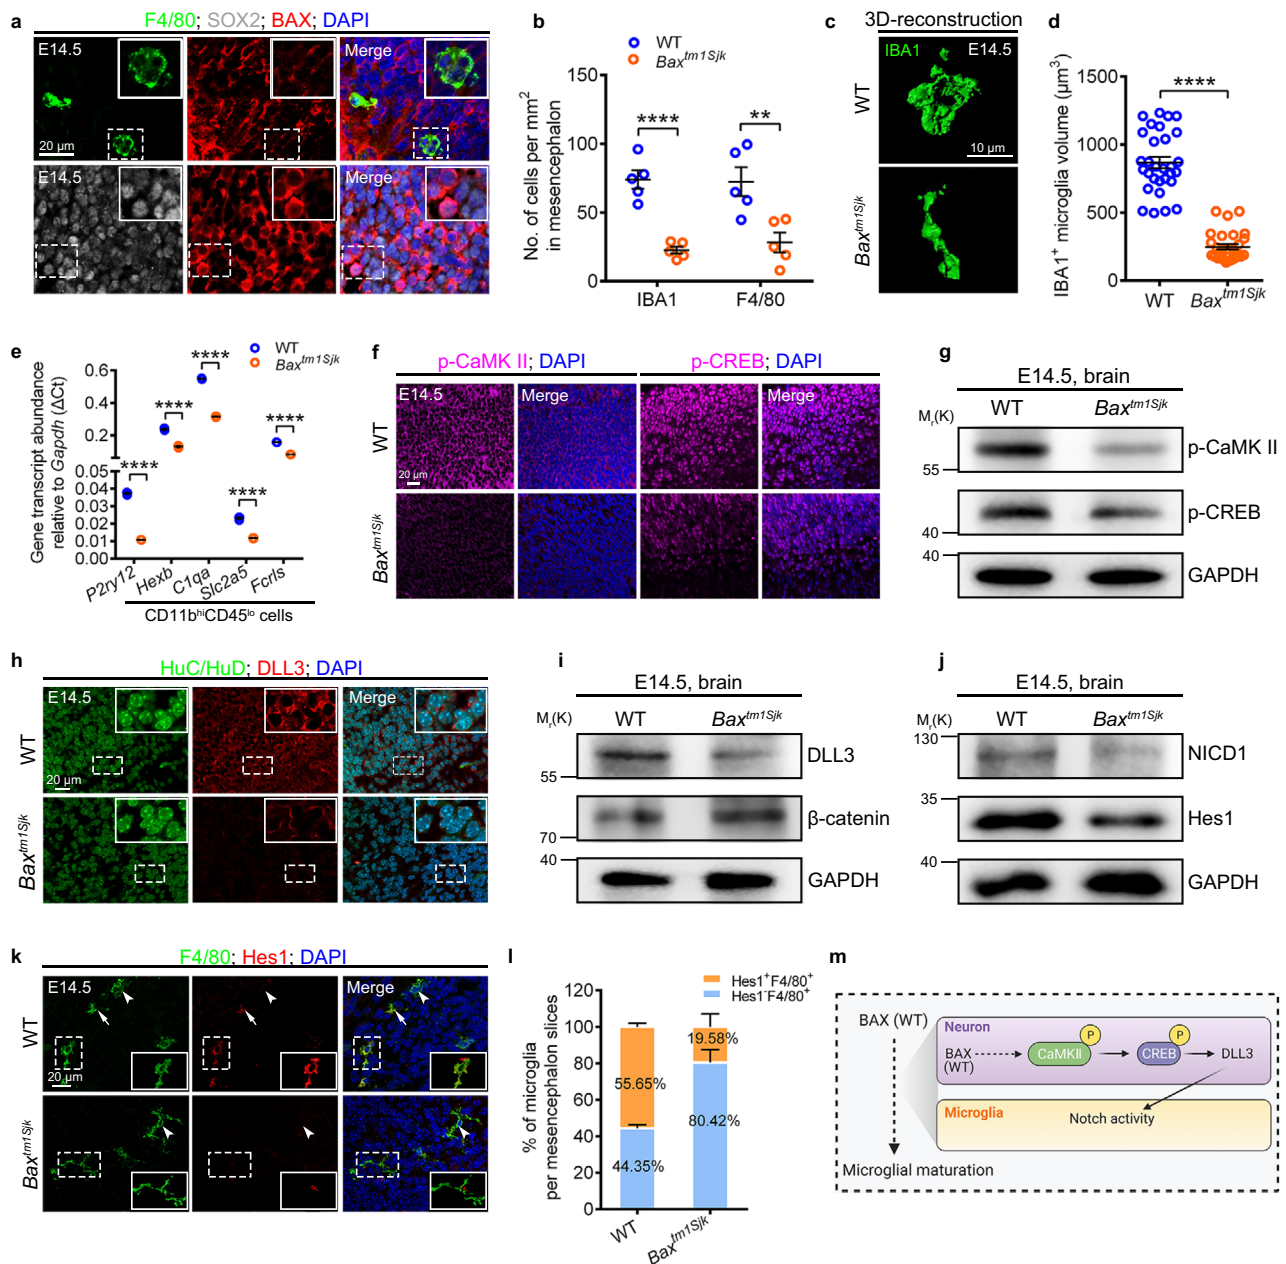 a
F4/80; SOX2; BAX; DAPI
E14.5
Merge
20 µm
E14.5
Merge
b
WT
Bax^tm1Sjk
No. of cells per mm²
in mesencephalon
150
100
50
0
****
**
IBA1
F4/80
c
3D-reconstruction
IBA1
E14.5
WT
10 µm
Bax^tm1Sjk
d
IBA1⁺ microglia volume (µm³)
1500
1000
500
0
****
WT
Bax^tm1Sjk
e
WT
Bax^tm1Sjk
Gene transcript abundance
relative to Gapdh (ΔCt)
0.6
0.4
0.2
0.05
0.04
0.03
0.02
0.01
0.00
****
****
****
****
****
P2ry12
Hexb
C1qa
Slc2a5
Fcrls
CD11b^hiCD45^lo cells
f
p-CaMK II; DAPI
p-CREB; DAPI
E14.5
Merge
Merge
WT
20 µm
Bax^tm1Sjk
g
E14.5, brain
Mr(K)
WT
Bax^tm1Sjk
p-CaMK II
55
p-CREB
40
40
GAPDH
h
HuC/HuD; DLL3; DAPI
E14.5
Merge
WT
20 µm
Bax^tm1Sjk
i
E14.5, brain
Mr(K)
WT
Bax^tm1Sjk
DLL3
55
β-catenin
70
40
GAPDH
j
E14.5, brain
Mr(K)
WT
Bax^tm1Sjk
130
NICD1
35
Hes1
40
GAPDH
k
F4/80; Hes1; DAPI
E14.5
Merge
WT
20 µm
Bax^tm1Sjk
l
Hes1⁺F4/80⁺
Hes1⁻F4/80⁺
% of microglia
per mesencephalon slices
120
100
80
60
40
20
0
55.65%
44.35%
19.58%
80.42%
WT
Bax^tm1Sjk
m
BAX (WT)
Neuron
BAX
(WT)
CaMKII
P
CREB
P
DLL3
Microglia
Notch activity
Microglial maturation